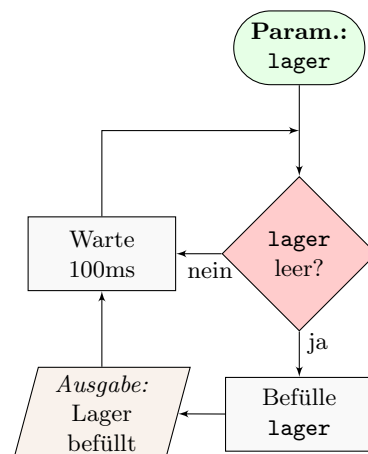 Param.:
lager
lager
leer?
nein
ja
Warte
100ms
Befülle
lager
Ausgabe:
Lager
befüllt